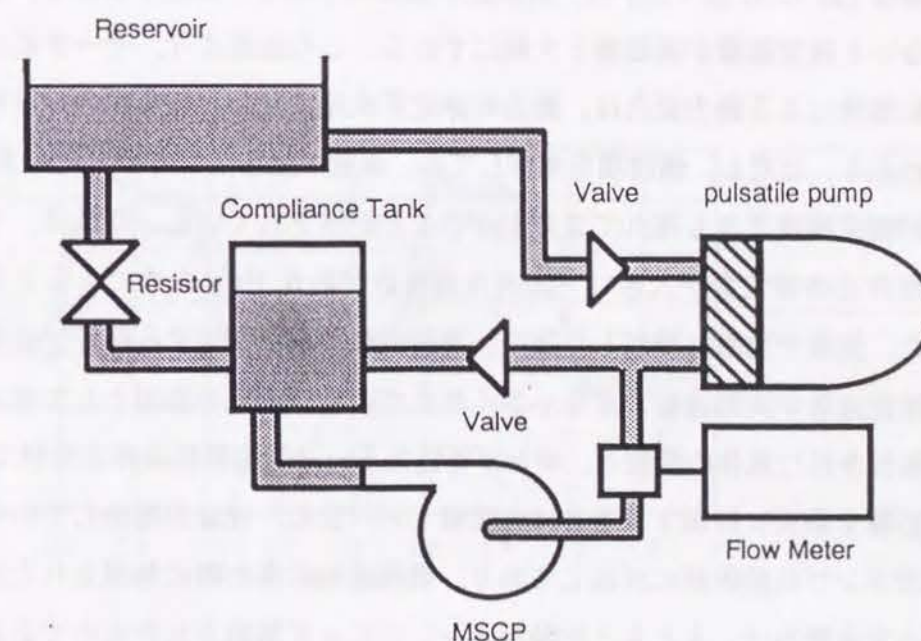 Reservoir
Valve
pulsatile pump
Compliance Tank
Resistor
Valve
Flow Meter
MSCP